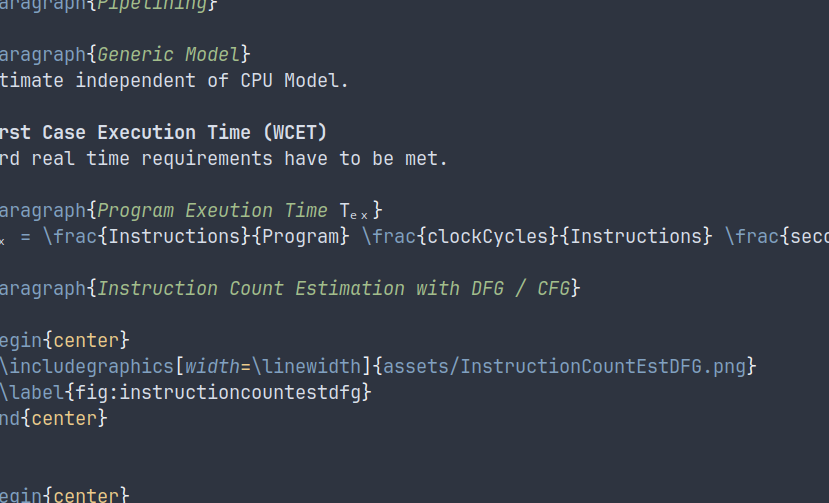 aragraph{Pipelining}
aragraph{Generic Model}
timate independent of CPU Model.
rst Case Execution Time (WCET)
rd real time requirements have to be met.
aragraph{Program Exeution Time Tₑₓ}
ₓ = \frac{Instructions}{Program} \frac{clockCycles}{Instructions} \frac{seco
aragraph{Instruction Count Estimation with DFG / CFG}
egin{center}
\includegraphics[width=\linewidth]{assets/InstructionCountEstDFG.png}
\label{fig:instructioncountestdfg}
nd{center}
egin{center}